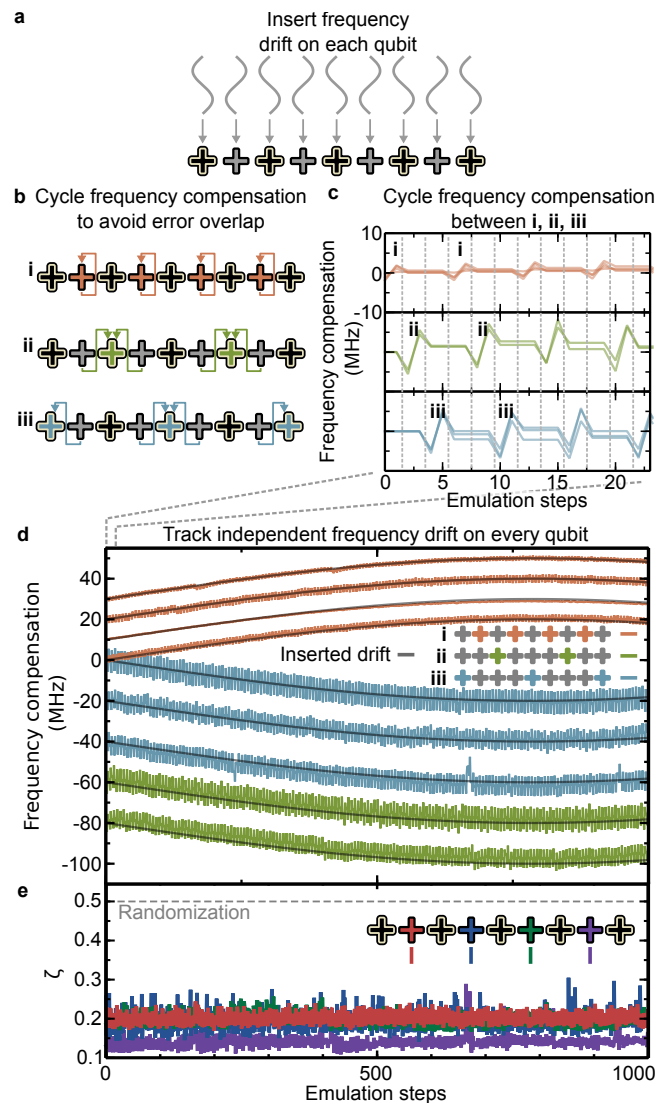 a
Insert frequency
drift on each qubit
b
Cycle frequency compensation
to avoid error overlap
i
ii
iii
c
Cycle frequency compensation
between i, ii, iii
Frequency compensation
(MHz)
10
0
-10
i
i
ii
ii
iii
iii
0
5
10
15
20
Emulation steps
d
Track independent frequency drift on every qubit
Frequency compensation
(MHz)
40
20
0
-20
-40
-60
-80
-100
Inserted drift
i
ii
iii
e
ζ
0.5
0.4
0.3
0.2
0.1
Randomization
0
500
1000
Emulation steps